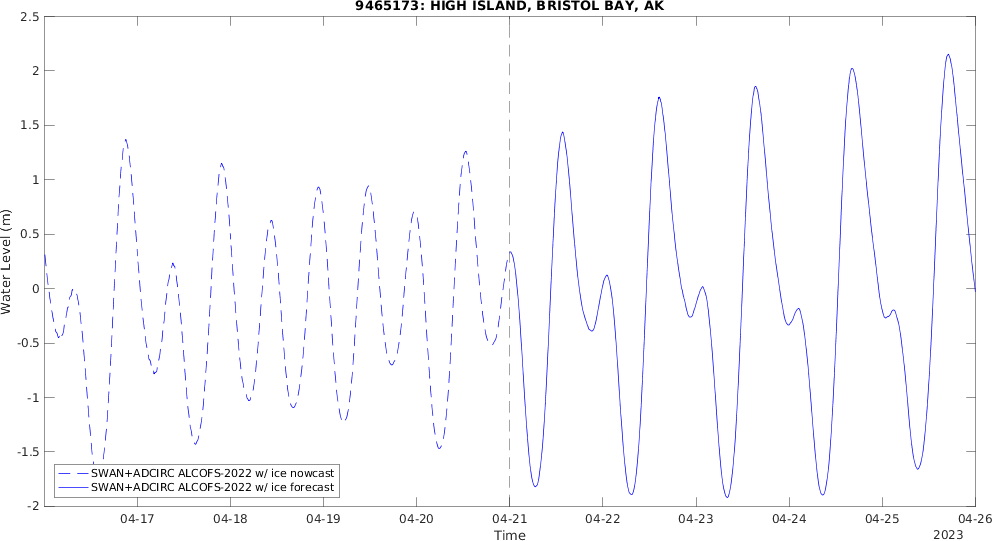 9465173: HIGH ISLAND, BRISTOL BAY, AK
2.5
2
1.5
1
0.5
0
-0.5
-1
-1.5
-2
Water Level (m)
SWAN+ADCIRC ALCOFS-2022 w/ ice nowcast
SWAN+ADCIRC ALCOFS-2022 w/ ice forecast
04-17 04-18 04-19 04-20 04-21 04-22 04-23 04-24 04-25 04-26
Time
2023